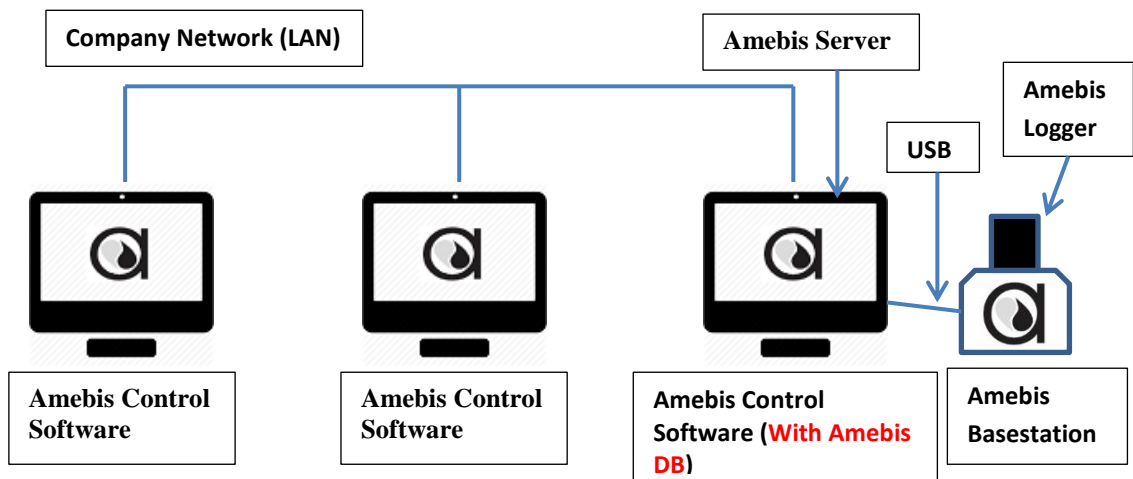 Company Network (LAN)
Amebis Server
Amebis
Logger
USB
Amebis Control
Software
Amebis Control
Software
Amebis Control
Software (With Amebis
DB)
Amebis
Basestation